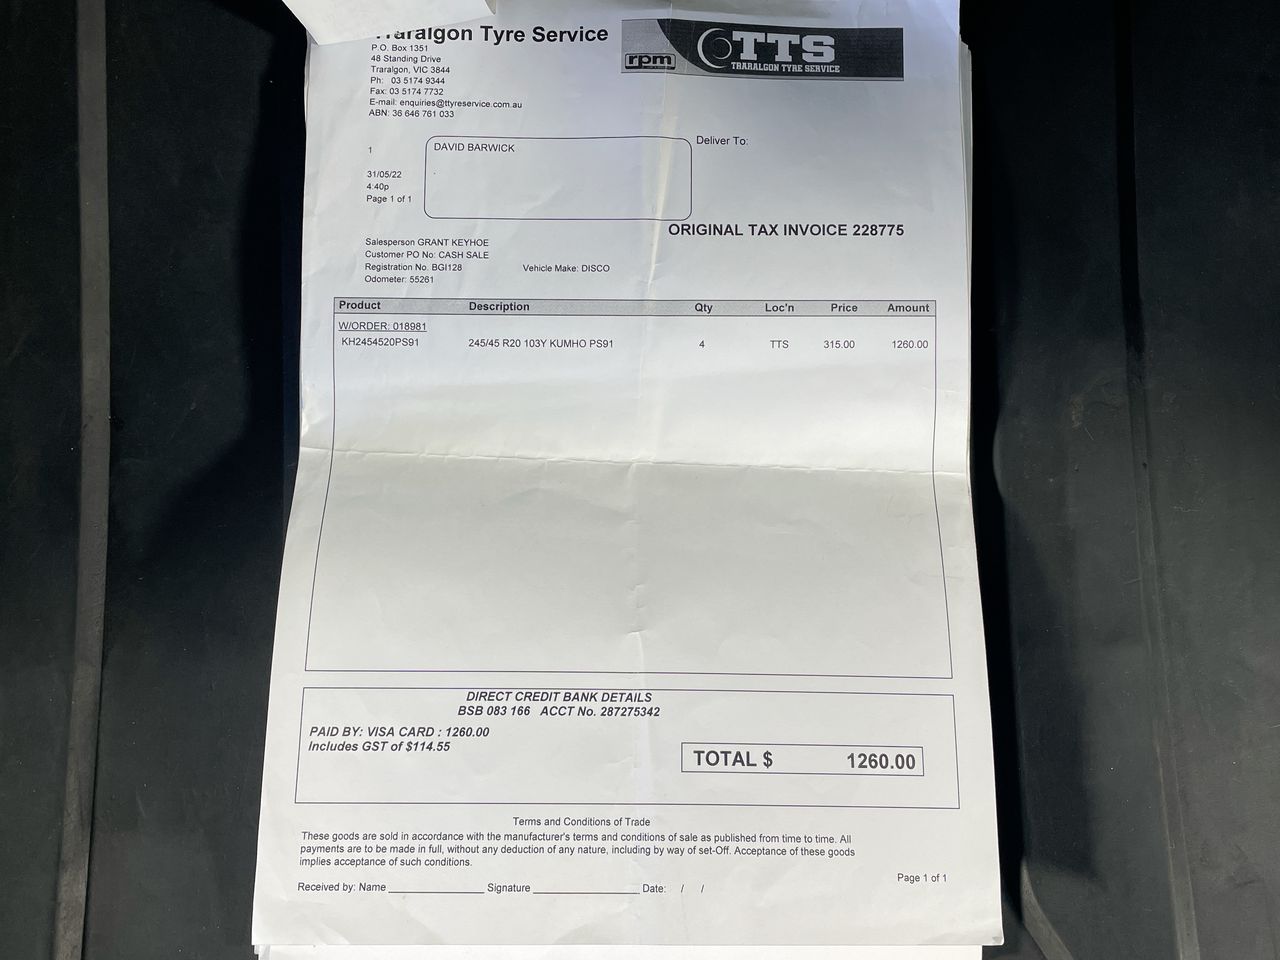 Traralgon Tyre Service
P.O. Box 1351
48 Standing Drive
Traralgon, VIC 3844
Ph: 03 5174 9344
Fax: 03 5174 7732
E-mail: enquiries@ttyreservice.com.au
ABN: 36 646 761 033
rpm
TTS
TRARALGON TYRE SERVICE
1
DAVID BARWICK
Deliver To:
31/05/22
4:40p
Page 1 of 1
ORIGINAL TAX INVOICE 228775
Salesperson GRANT KEYHOE
Customer PO No: CASH SALE
Registration No. BGI128 Vehicle Make: DISCO
Odometer: 55261
Product Description Qty Loc'n Price Amount
W/ORDER: 018981
KH2454520PS91 245/45 R20 103Y KUMHO PS91 4 TTS 315.00 1260.00
DIRECT CREDIT BANK DETAILS
BSB 083 166 ACCT No. 287275342
PAID BY: VISA CARD : 1260.00
Includes GST of $114.55
TOTAL $ 1260.00
Terms and Conditions of Trade
These goods are sold in accordance with the manufacturer's terms and conditions of sale as published from time to time. All
payments are to be made in full, without any deduction of any nature, including by way of set-Off. Acceptance of these goods
implies acceptance of such conditions.
Page 1 of 1
Received by: Name Signature Date: / /